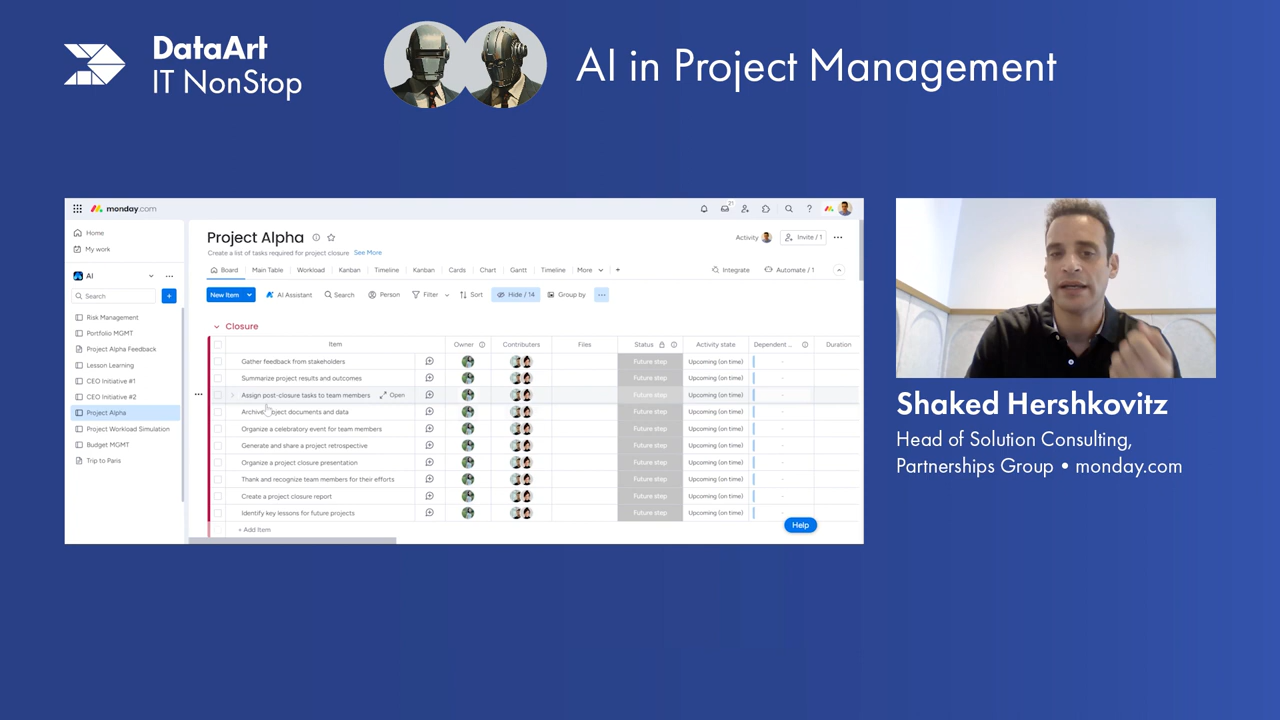 DataArt
IT NonStop
AI in Project Management
monday.com
21
Home
My work
AI
Search
+
Risk Management
Portfolio MGMT
Project Alpha Feedback
Lesson Learning
CEO Initiative #1
CEO Initiative #2
Project Alpha
Project Workload Simulation
Budget MGMT
Trip to Paris
Project Alpha
Activity
Invite / 1
Create a list of tasks required for project closure See More
Board Main Table Workload Kanban Timeline Kanban Cards Chart Gantt Timeline More +
Integrate Automate / 1
New Item AI Assistant Search Person Filter Sort Hide / 14 Group by
Closure
Item Owner Contributors Files Status Activity state Dependent ... Duration
Gather feedback from stakeholders Future step Upcoming (on time) -
Summarize project results and outcomes Future step Upcoming (on time) -
Assign post-closure tasks to team members Open Future step Upcoming (on time) -
Archive project documents and data Future step Upcoming (on time) -
Organize a celebratory event for team members Future step Upcoming (on time) -
Generate and share a project retrospective Future step Upcoming (on time) -
Organize a project closure presentation Future step Upcoming (on time) -
Thank and recognize team members for their efforts Future step Upcoming (on time) -
Create a project closure report Future step Upcoming (on time) -
Identify key lessons for future projects Future step Upcoming (on time) -
+ Add Item
Help
Shaked Hershkovitz
Head of Solution Consulting,
Partnerships Group • monday.com